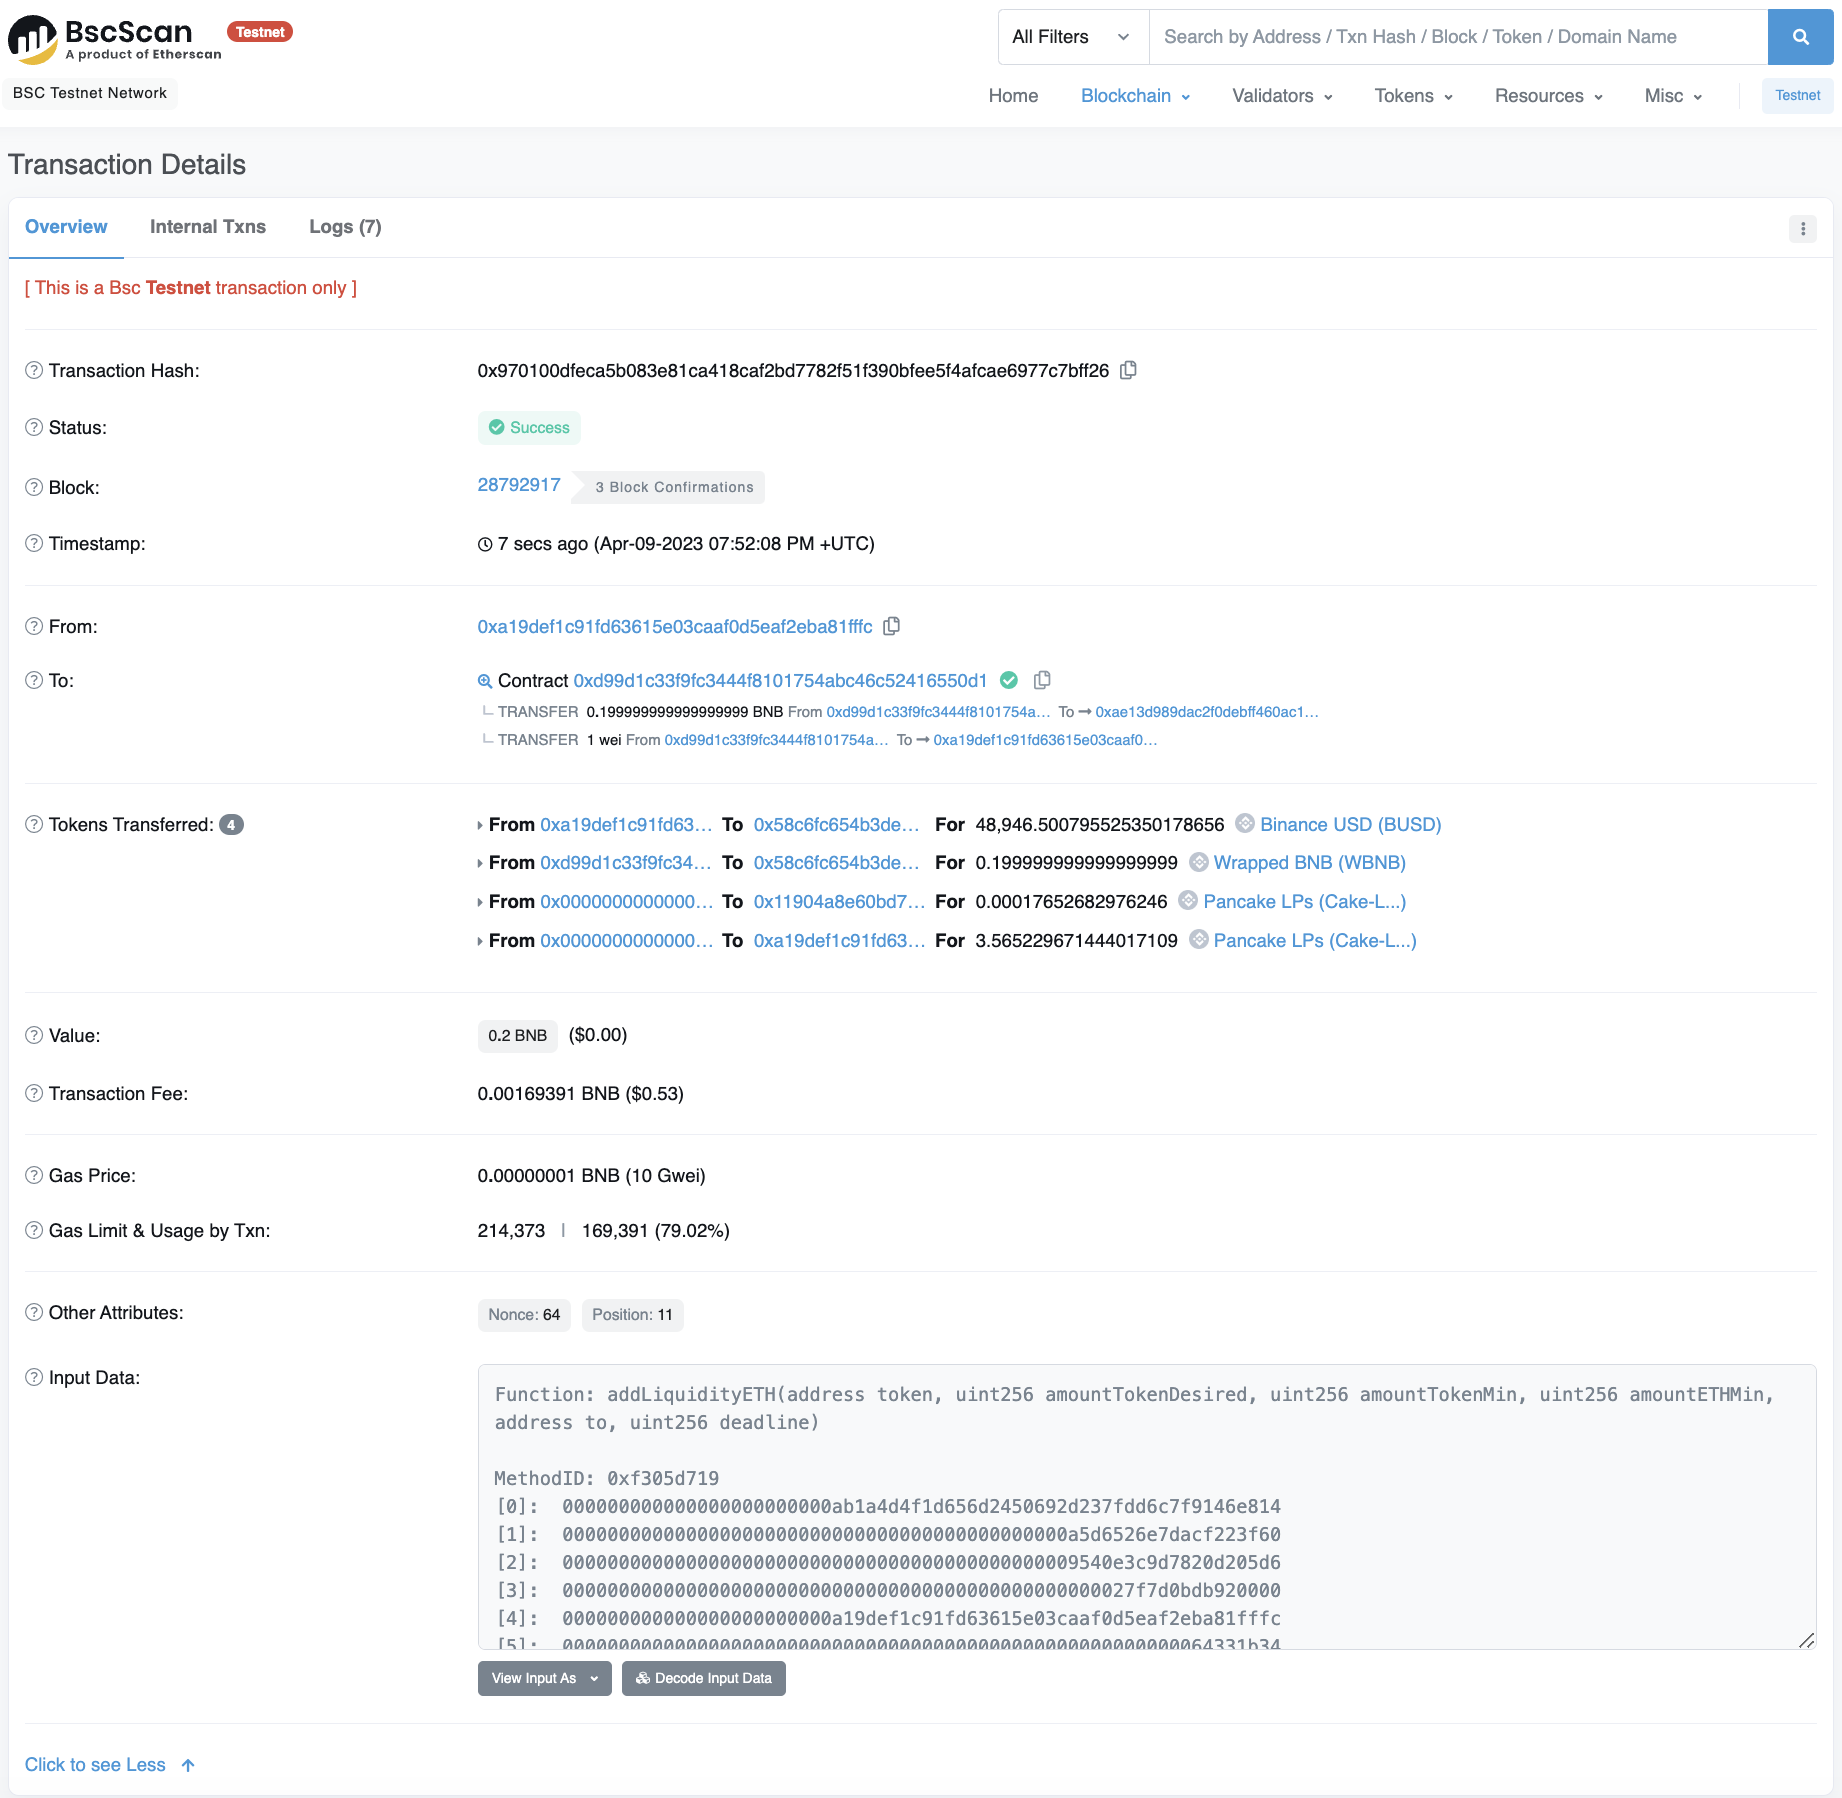 BscScan Testnet
A product of Etherscan
BSC Testnet Network
All Filters Search by Address / Txn Hash / Block / Token / Domain Name
Home Blockchain Validators Tokens Resources Misc Testnet
Transaction Details
Overview Internal Txns Logs (7)
[ This is a Bsc Testnet transaction only ]
Transaction Hash: 0x970100dfeca5b083e81ca418caf2bd7782f51f390bfee5f4afcae6977c7bff26
Status: Success
Block: 28792917 3 Block Confirmations
Timestamp: 7 secs ago (Apr-09-2023 07:52:08 PM +UTC)
From: 0xa19def1c91fd63615e03caaf0d5eaf2eba81fffc
To: Contract 0xd99d1c33f9fc3444f8101754abc46c52416550d1
TRANSFER 0.199999999999999999 BNB From 0xd99d1c33f9fc3444f8101754a... To → 0xae13d989dac2f0debff460ac1...
TRANSFER 1 wei From 0xd99d1c33f9fc3444f8101754a... To → 0xa19def1c91fd63615e03caaf0...
Tokens Transferred: 4
From 0xa19def1c91fd63... To 0x58c6fc654b3de... For 48,946.500795525350178656 Binance USD (BUSD)
From 0xd99d1c33f9fc34... To 0x58c6fc654b3de... For 0.199999999999999999 Wrapped BNB (WBNB)
From 0x0000000000000... To 0x11904a8e60bd7... For 0.00017652682976246 Pancake LPs (Cake-L...)
From 0x0000000000000... To 0xa19def1c91fd63... For 3.565229671444017109 Pancake LPs (Cake-L...)
Value: 0.2 BNB ($0.00)
Transaction Fee: 0.00169391 BNB ($0.53)
Gas Price: 0.00000001 BNB (10 Gwei)
Gas Limit & Usage by Txn: 214,373 | 169,391 (79.02%)
Other Attributes: Nonce: 64 Position: 11
Input Data:
Function: addLiquidityETH(address token, uint256 amountTokenDesired, uint256 amountTokenMin, uint256 amountETHMin,
address to, uint256 deadline)
MethodID: 0xf305d719
[0]: 000000000000000000000000ab1a4d4f1d656d2450692d237fdd6c7f9146e814
[1]: 000000000000000000000000000000000000000000000a5d6526e7dacf223f60
[2]: 0000000000000000000000000000000000000000000009540e3c9d7820d205d6
[3]: 00000000000000000000000000000000000000000000000002​7f7d0bdb920000
[4]: 000000000000000000000000a19def1c91fd63615e03caaf0d5eaf2eba81fffc
[5]: 0000000000000000000000000000000000000000000000000000000064331b34
View Input As Decode Input Data
Click to see Less